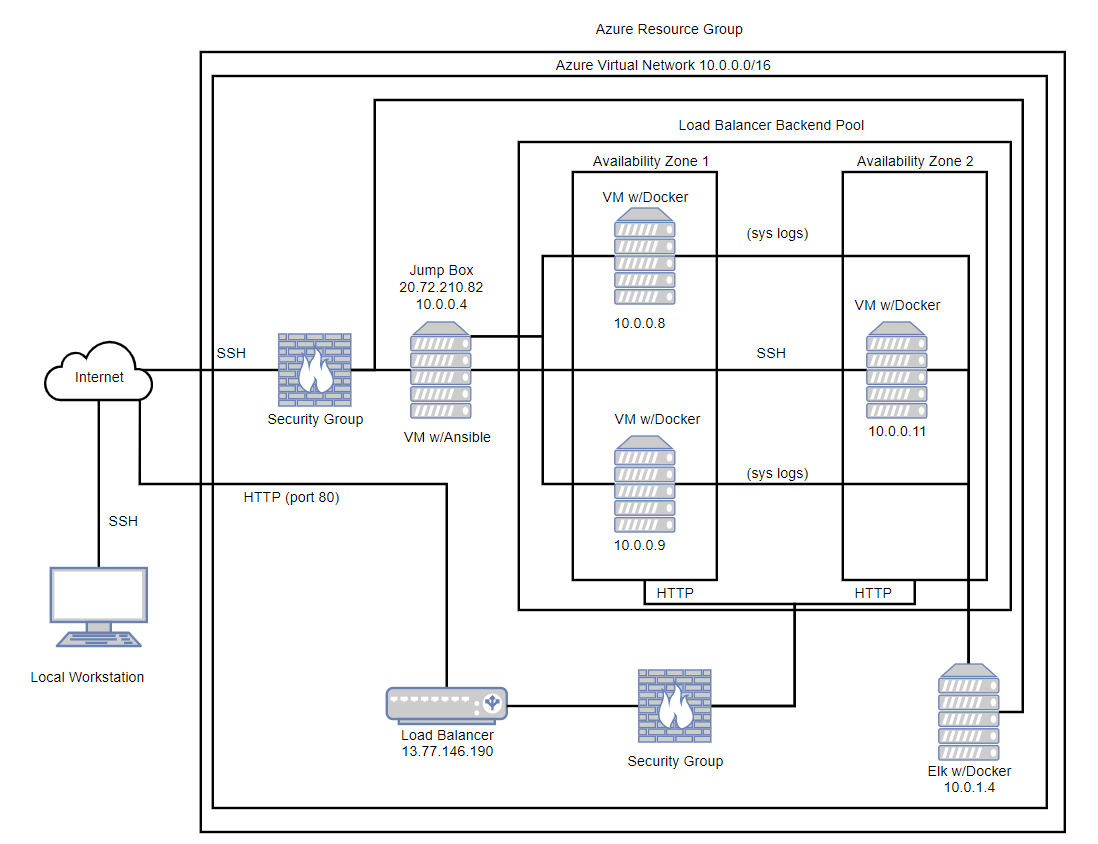 Azure Resource Group
Azure Virtual Network 10.0.0.0/16
Load Balancer Backend Pool
Availability Zone 1
Availability Zone 2
VM w/Docker
(sys logs)
Jump Box
20.72.210.82
10.0.0.4
VM w/Docker
10.0.0.8
SSH
SSH
Internet
Security Group
VM w/Docker
10.0.0.11
VM w/Ansible
(sys logs)
HTTP (port 80)
SSH
10.0.0.9
HTTP
HTTP
Local Workstation
Load Balancer
13.77.146.190
Security Group
Elk w/Docker
10.0.1.4